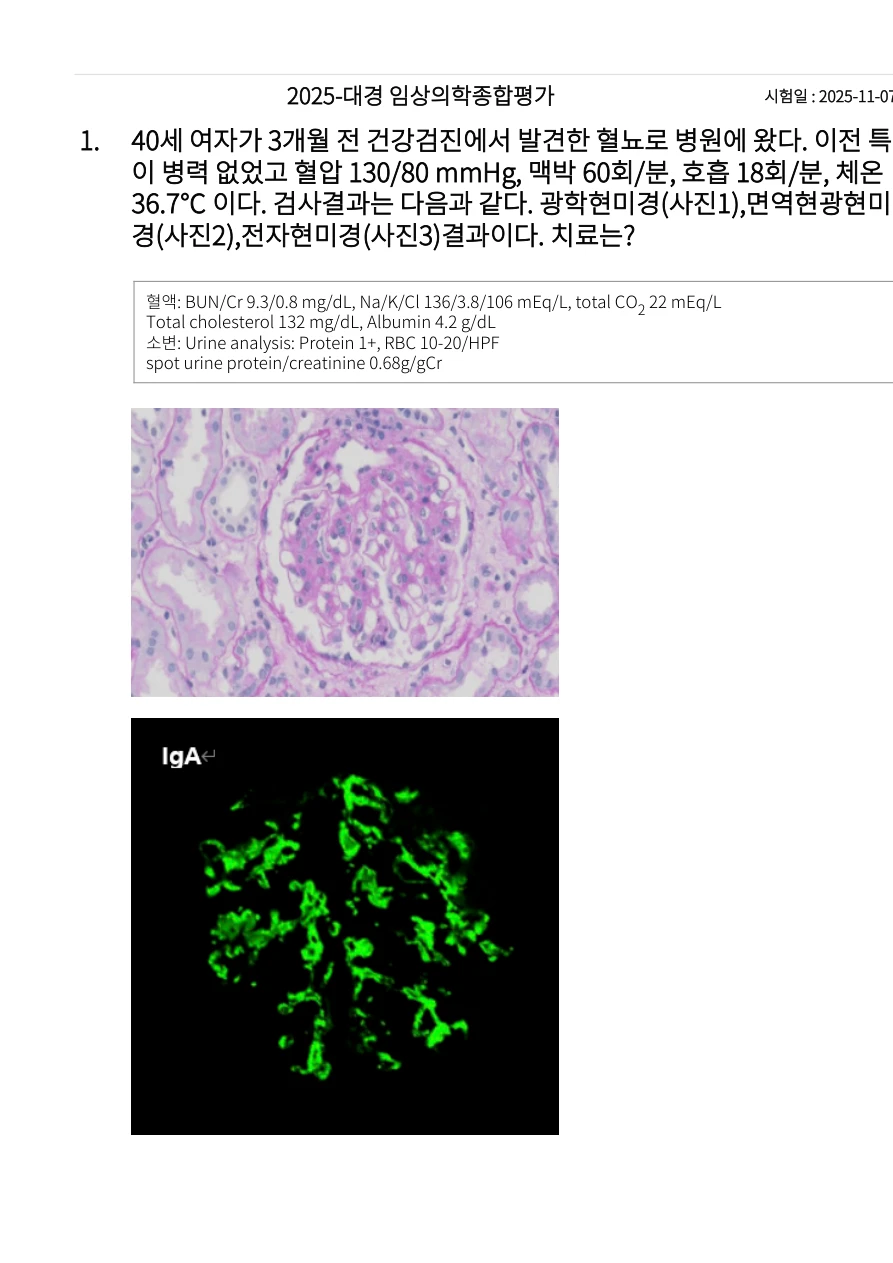 2025-대경 임상의학종합평가
시험일 : 2025-11-07
1. 40세 여자가 3개월 전 건강검진에서 발견한 혈뇨로 병원에 왔다. 이전 특
이 병력 없었고 혈압 130/80 mmHg, 맥박 60회/분, 호흡 18회/분, 체온
36.7℃ 이다. 검사결과는 다음과 같다. 광학현미경(사진1),면역현광현미
경(사진2),전자현미경(사진3)결과이다. 치료는?
혈액: BUN/Cr 9.3/0.8 mg/dL, Na/K/Cl 136/3.8/106 mEq/L, total CO₂ 22 mEq/L
Total cholesterol 132 mg/dL, Albumin 4.2 g/dL
소변: Urine analysis: Protein 1+, RBC 10-20/HPF
spot urine protein/creatinine 0.68g/gCr
IgA↵